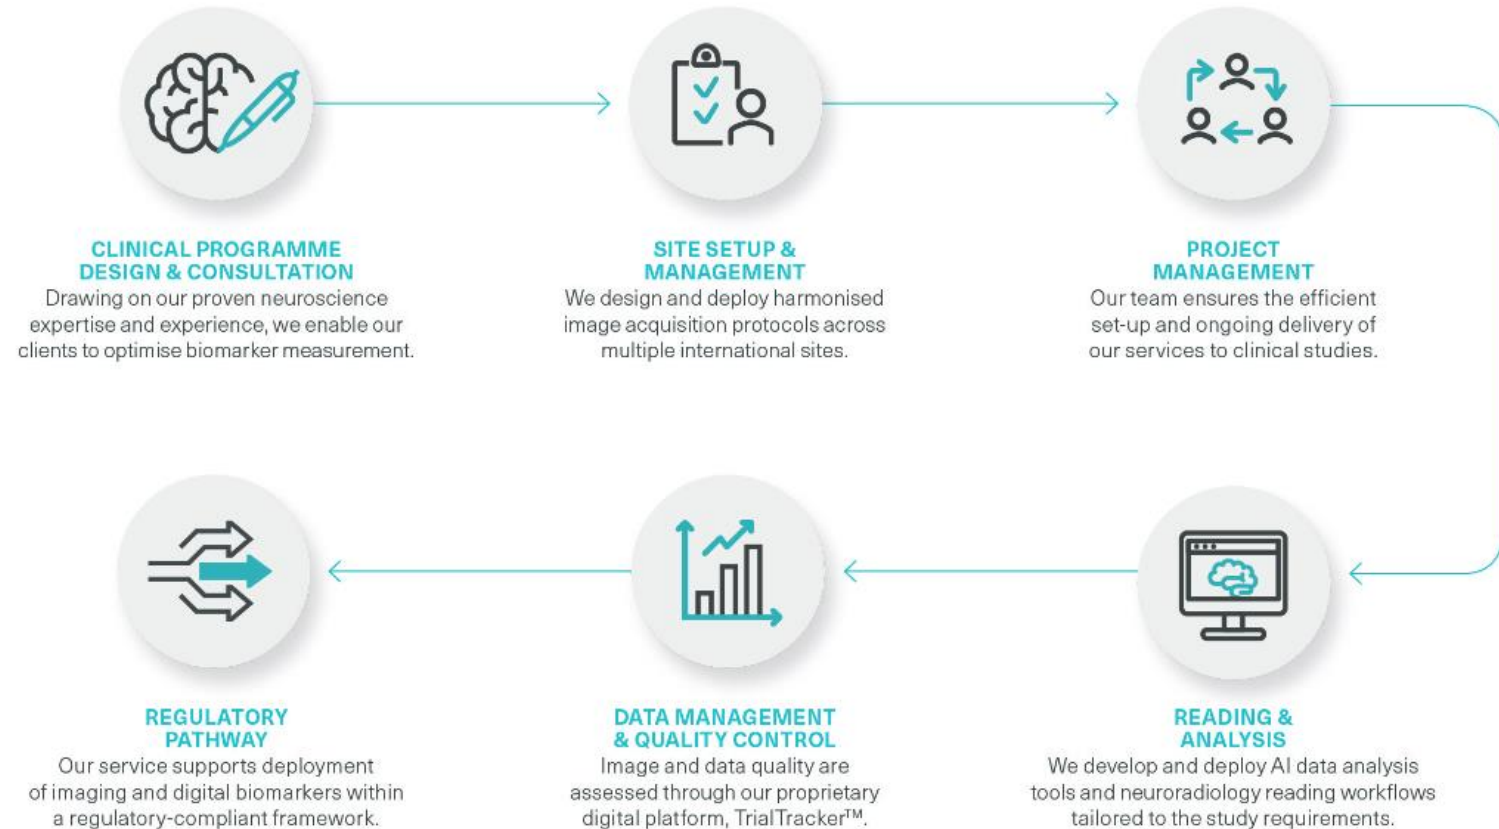 CLINICAL PROGRAMME
DESIGN & CONSULTATION
Drawing on our proven neuroscience
expertise and experience, we enable our
clients to optimise biomarker measurement.
SITE SETUP &
MANAGEMENT
We design and deploy harmonised
image acquisition protocols across
multiple international sites.
PROJECT
MANAGEMENT
Our team ensures the efficient
set-up and ongoing delivery of
our services to clinical studies.
READING &
ANALYSIS
We develop and deploy AI data analysis
tools and neuroradiology reading workflows
tailored to the study requirements.
DATA MANAGEMENT
& QUALITY CONTROL
Image and data quality are
assessed through our proprietary
digital platform, TrialTracker™.
REGULATORY
PATHWAY
Our service supports deployment
of imaging and digital biomarkers within
a regulatory-compliant framework.